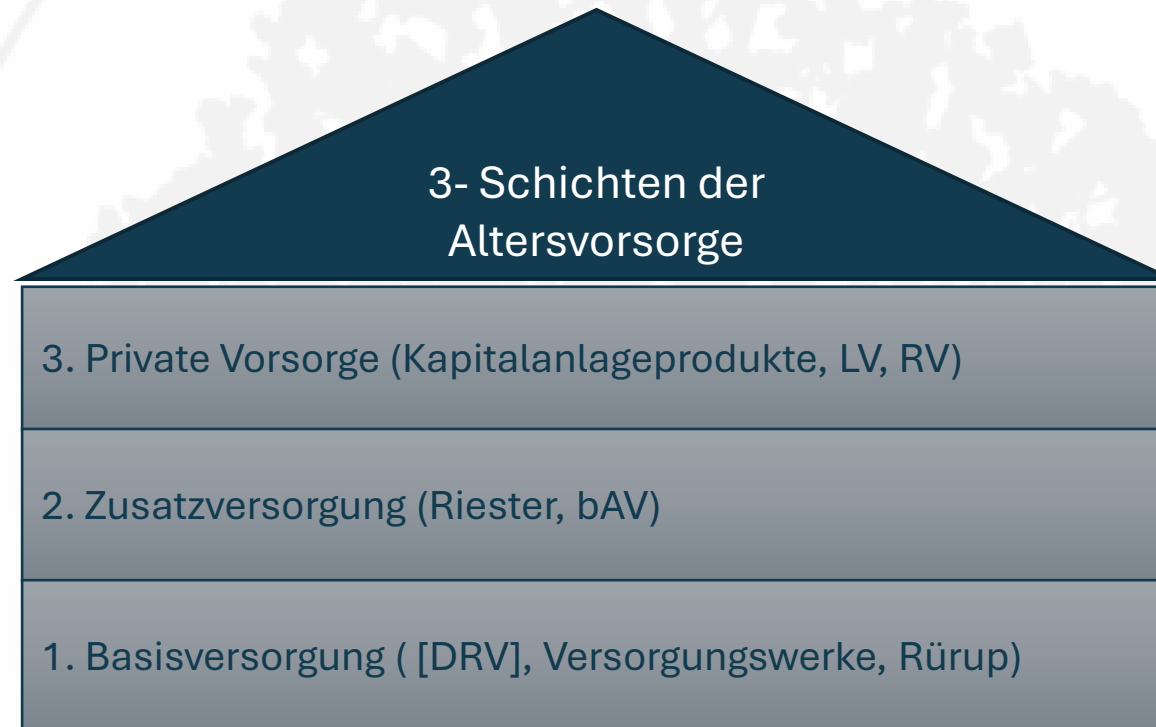 3- Schichten der
Altersvorsorge
3. Private Vorsorge (Kapitalanlageprodukte, LV, RV)
2. Zusatzversorgung (Riester, bAV)
1. Basisversorgung ( [DRV], Versorgungswerke, Rürup)